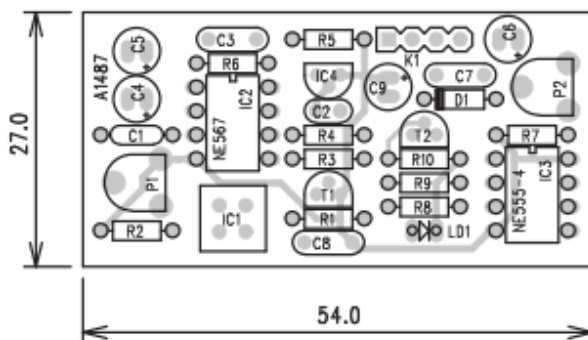 C5
C3
R5
K1
C6
A1487
R6
IC4
C9
C7
P2
C4
IC2
C2
D1
27.0
C1
NE567
R4
T2
R7
P1
R3
R10
IC3
R9
NE555-4
T1
R8
R2
IC1
R1
LD1
C8
54.0